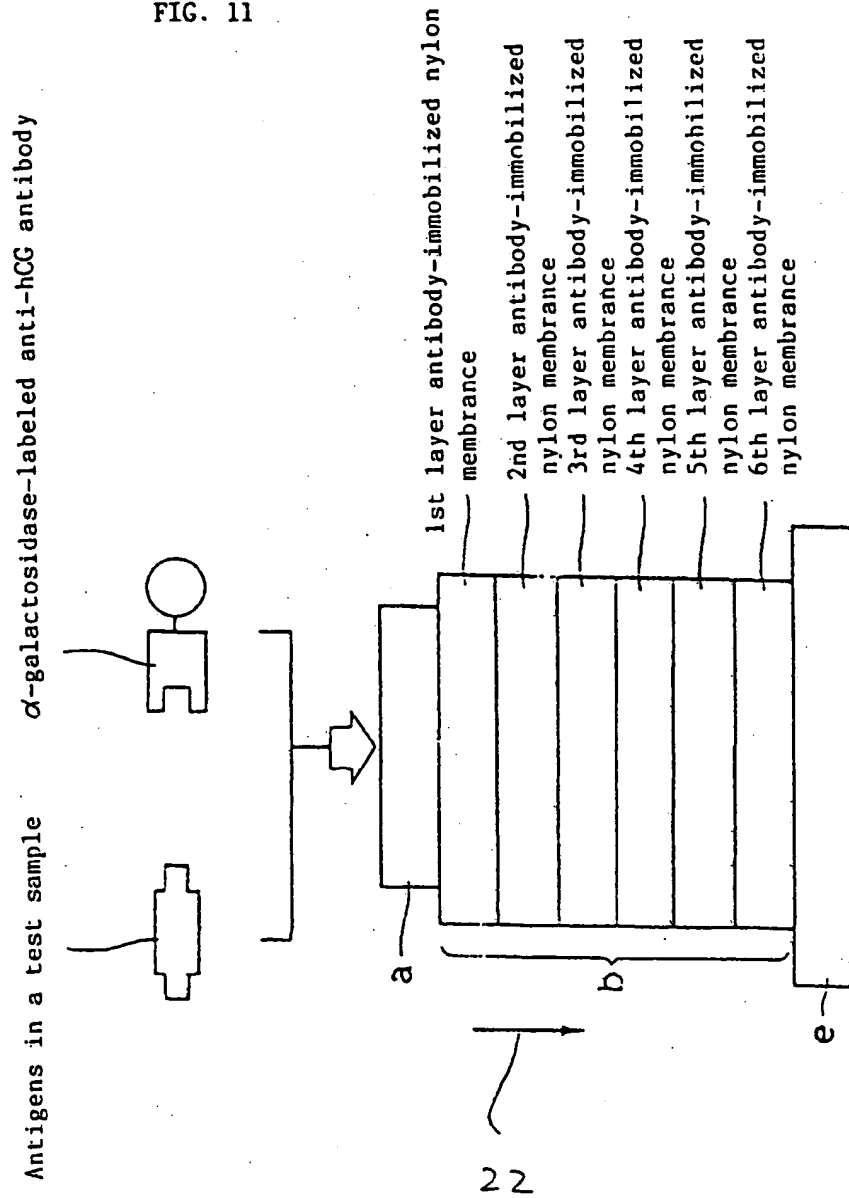 FIG. 11
Antigens in a test sample
α-galactosidase-labeled anti-hCG antibody
1st layer antibody-immobilized nylon
membrance
2nd layer antibody-immobilized
nylon membrance
3rd layer antibody-immobilized
nylon membrance
4th layer antibody-immobilized
nylon membrance
5th layer antibody-immobilized
nylon membrance
6th layer antibody-immobilized
nylon membrance
a
b
e
22